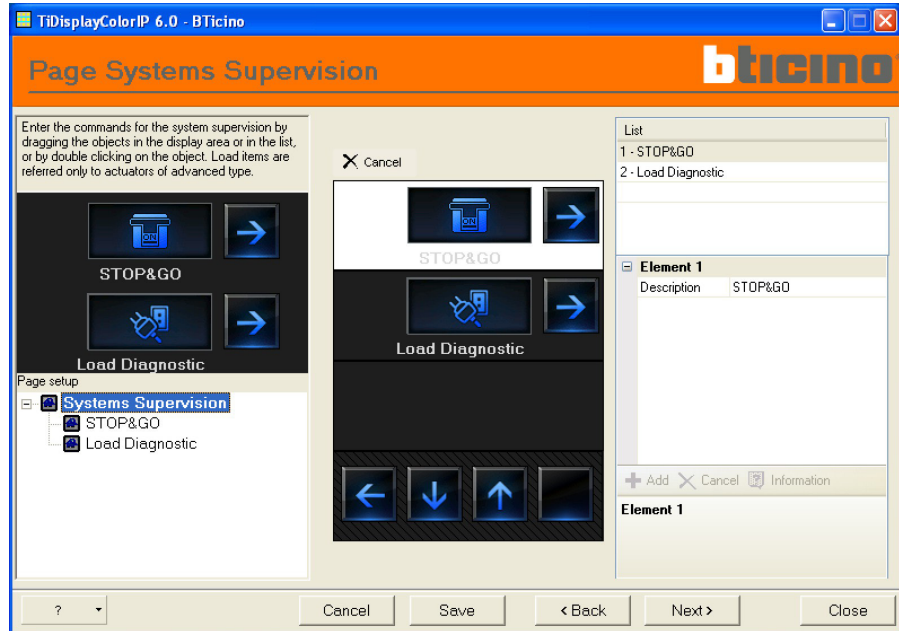 TiDisplayColorIP 6.0 - BTicino
Page Systems Supervision
bticino
Enter the commands for the system supervision by
dragging the objects in the display area or in the list,
or by double clicking on the object. Load items are
referred only to actuators of advanced type.
ON
STOP&GO
Load Diagnostic
Page setup
Systems Supervision
STOP&GO
Load Diagnostic
Cancel
ON
STOP&GO
Load Diagnostic
List
1 - STOP&GO
2 - Load Diagnostic
Element 1
Description STOP&GO
Add Cancel Information
Element 1
? Cancel Save < Back Next > Close